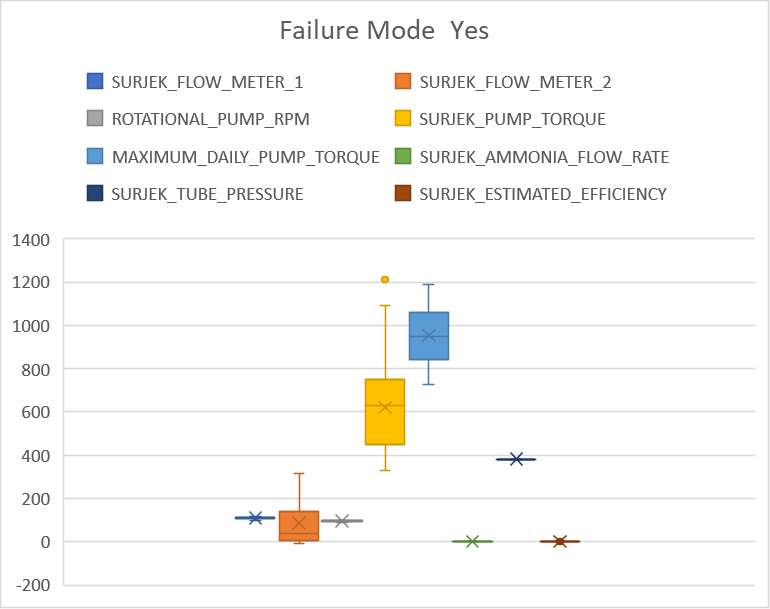 Failure Mode  Yes
SURJEK_FLOW_METER_1 SURJEK_FLOW_METER_2
ROTATIONAL_PUMP_RPM SURJEK_PUMP_TORQUE
MAXIMUM_DAILY_PUMP_TORQUE SURJEK_AMMONIA_FLOW_RATE
SURJEK_TUBE_PRESSURE SURJEK_ESTIMATED_EFFICIENCY
1400
1200
1000
800
600
400
200
0
-200